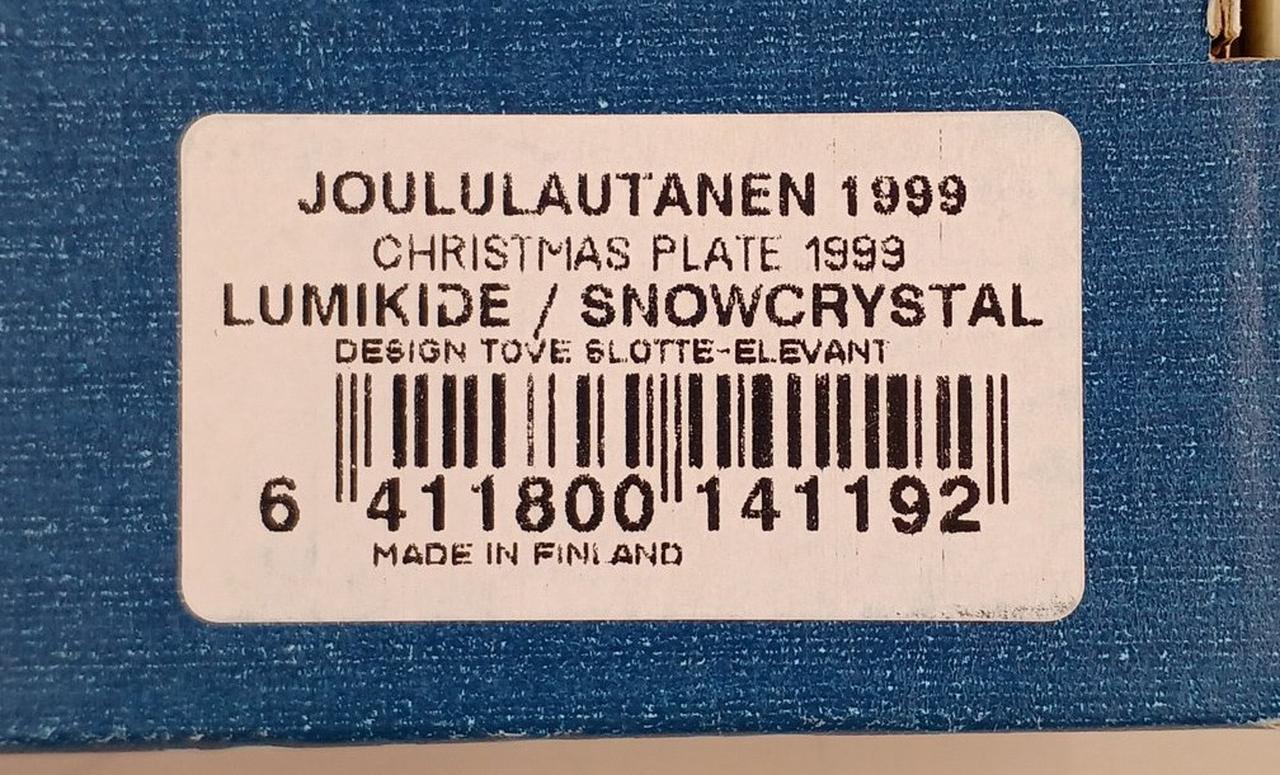 JOULULAUTANEN 1999
CHRISTMAS PLATE 1999
LUMIKIDE / SNOWCRYSTAL
DESIGN TOVE SLOTTE-ELEVANT
6 411800 141192
MADE IN FINLAND